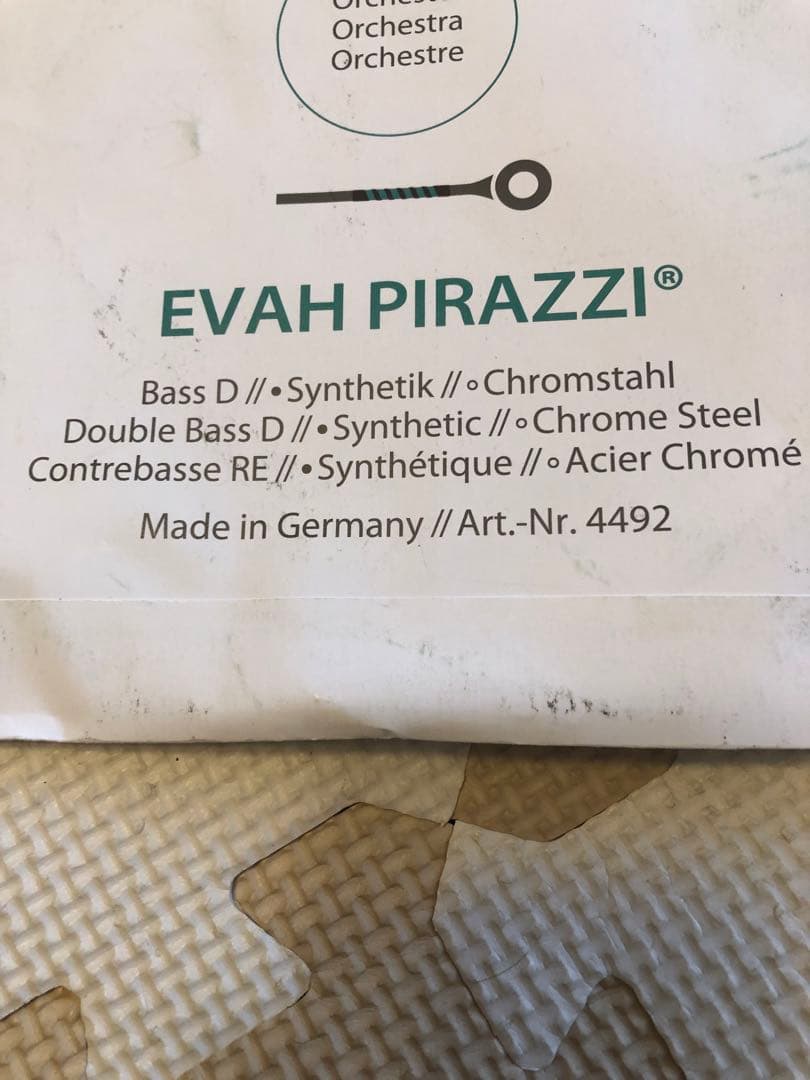 Orchester
Orchestra
Orchestre
EVAH PIRAZZI®
Bass D //•Synthetik //∘Chromstahl
Double Bass D //•Synthetic //∘Chrome Steel
Contrebasse RE //•Synthétique //∘Acier Chromé
Made in Germany // Art.-Nr. 4492